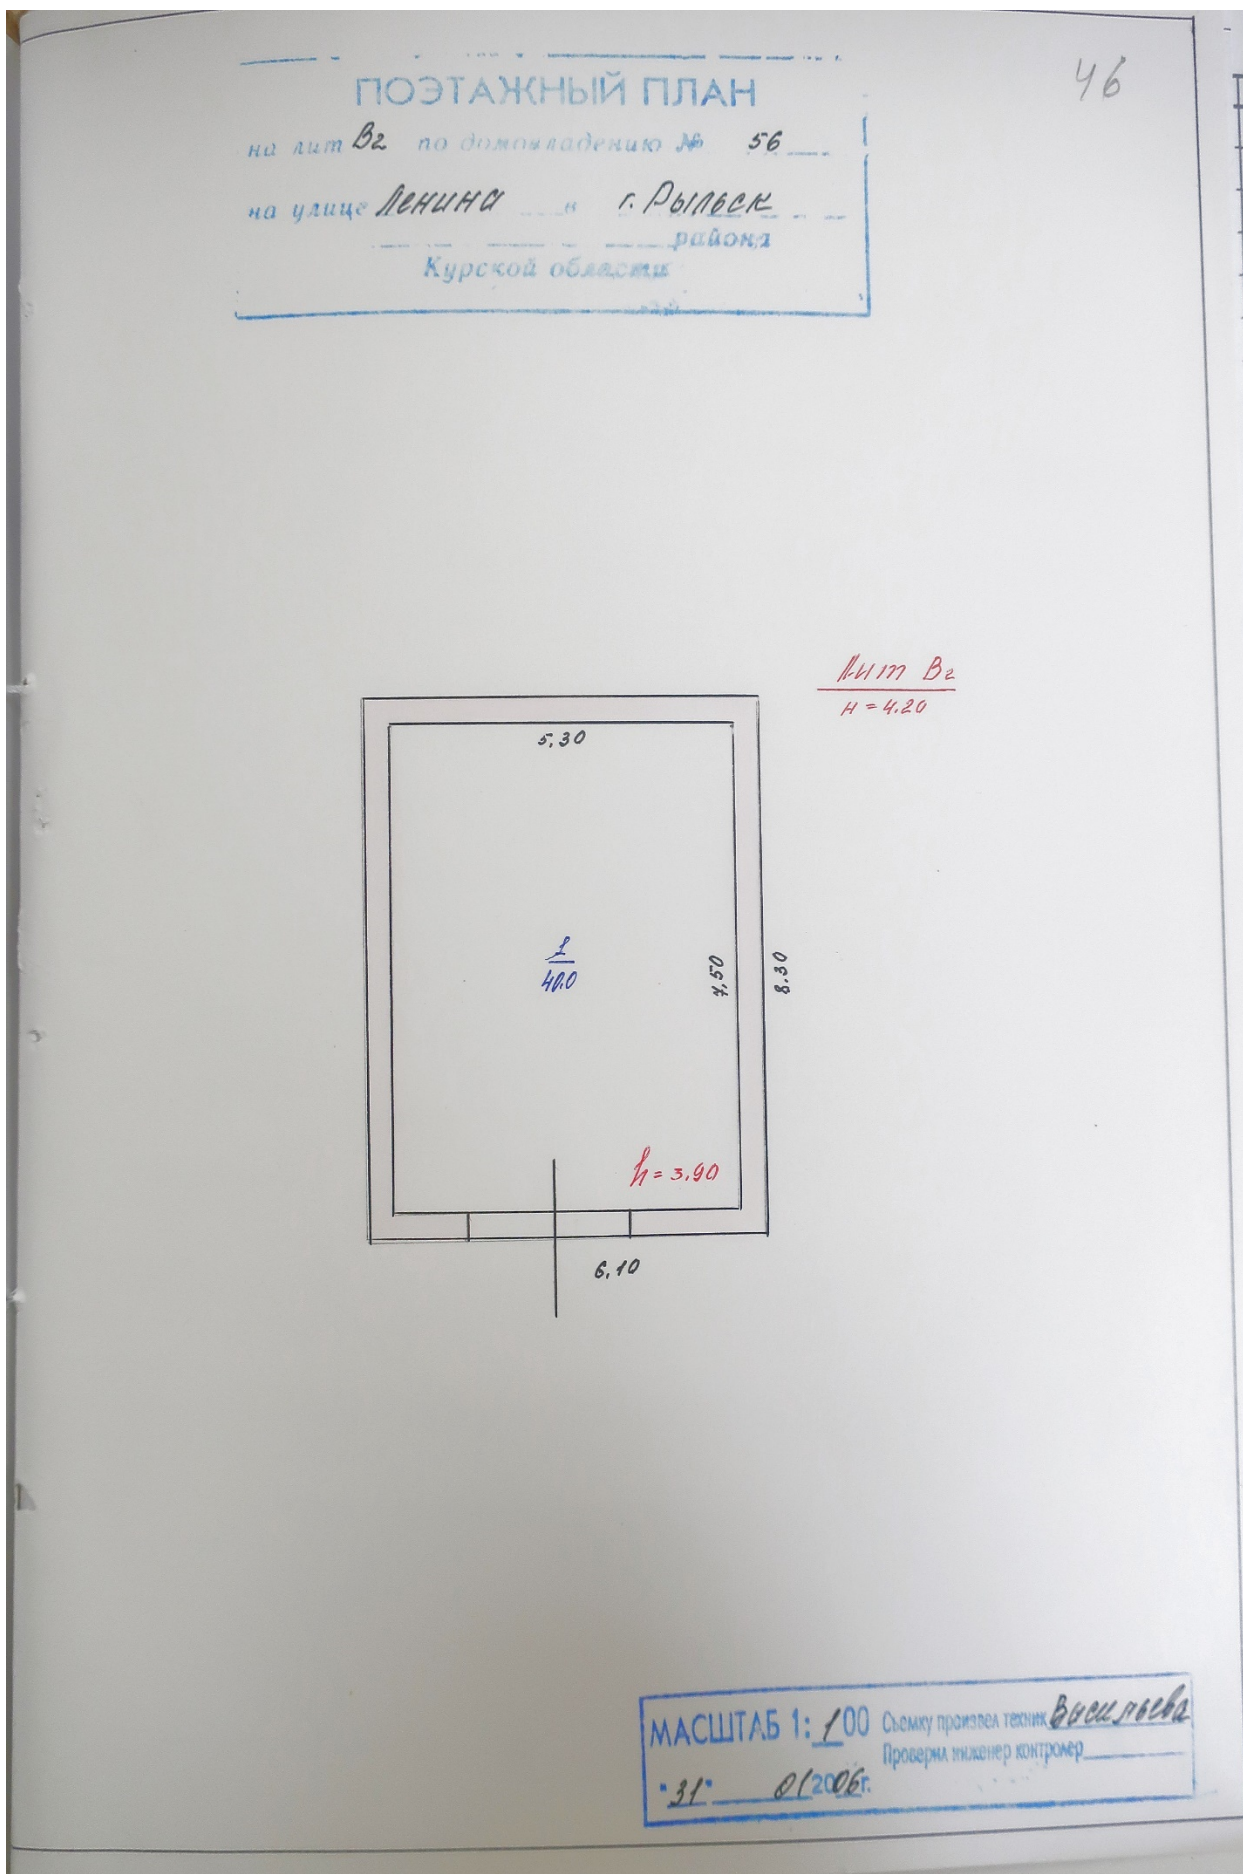 46
ПОЭТАЖНЫЙ ПЛАН
на лит В2 по домовладению № 56
на улице Ленина в г. Рыльск
района
Курской области
Лит В2
Н = 4.20
5,30
1
40.0
7,50
8.30
h = 3.90
6,10
МАСШТАБ 1: 100 Съемку произвел техник Васильева
Проверил инженер контролер
"31" 01 2006г.